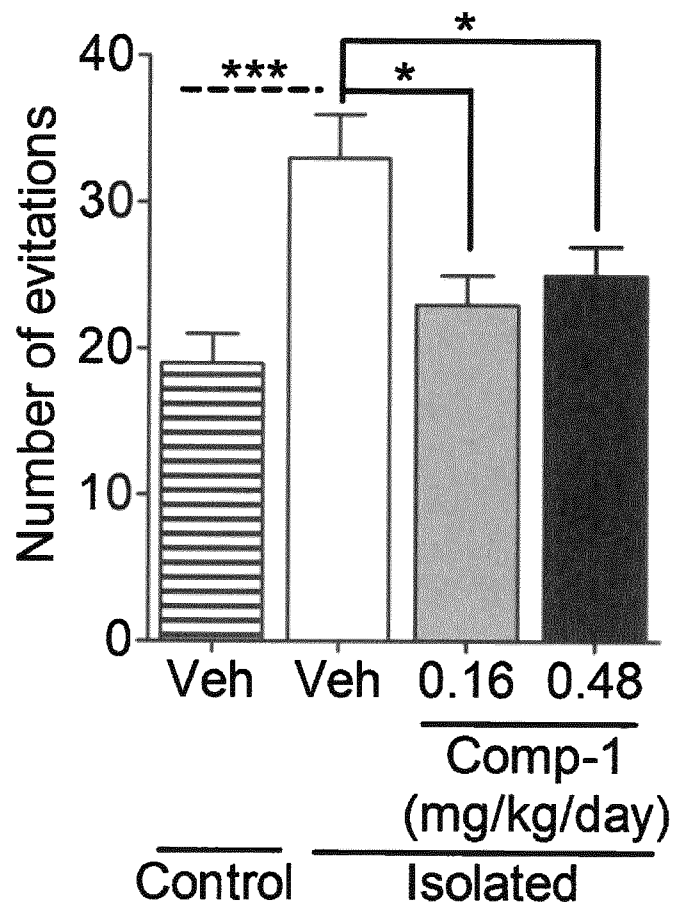 *
40
***
*
30
20
10
0
Number of evitations
Veh Veh 0.16 0.48
Comp-1
(mg/kg/day)
Control Isolated